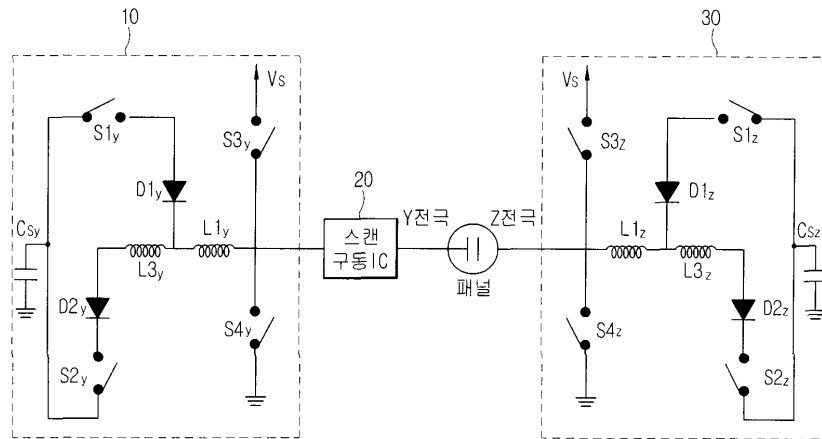 10
30
Vs
Vs
S1y
S3y
S3z
S1z
D1y
20
D1z
L1y
Y전극
Z전극
L1z
CSy
스캔
구동IC
CSz
L3y
L3z
패널
D2y
S4y
S4z
D2z
S2y
S2z